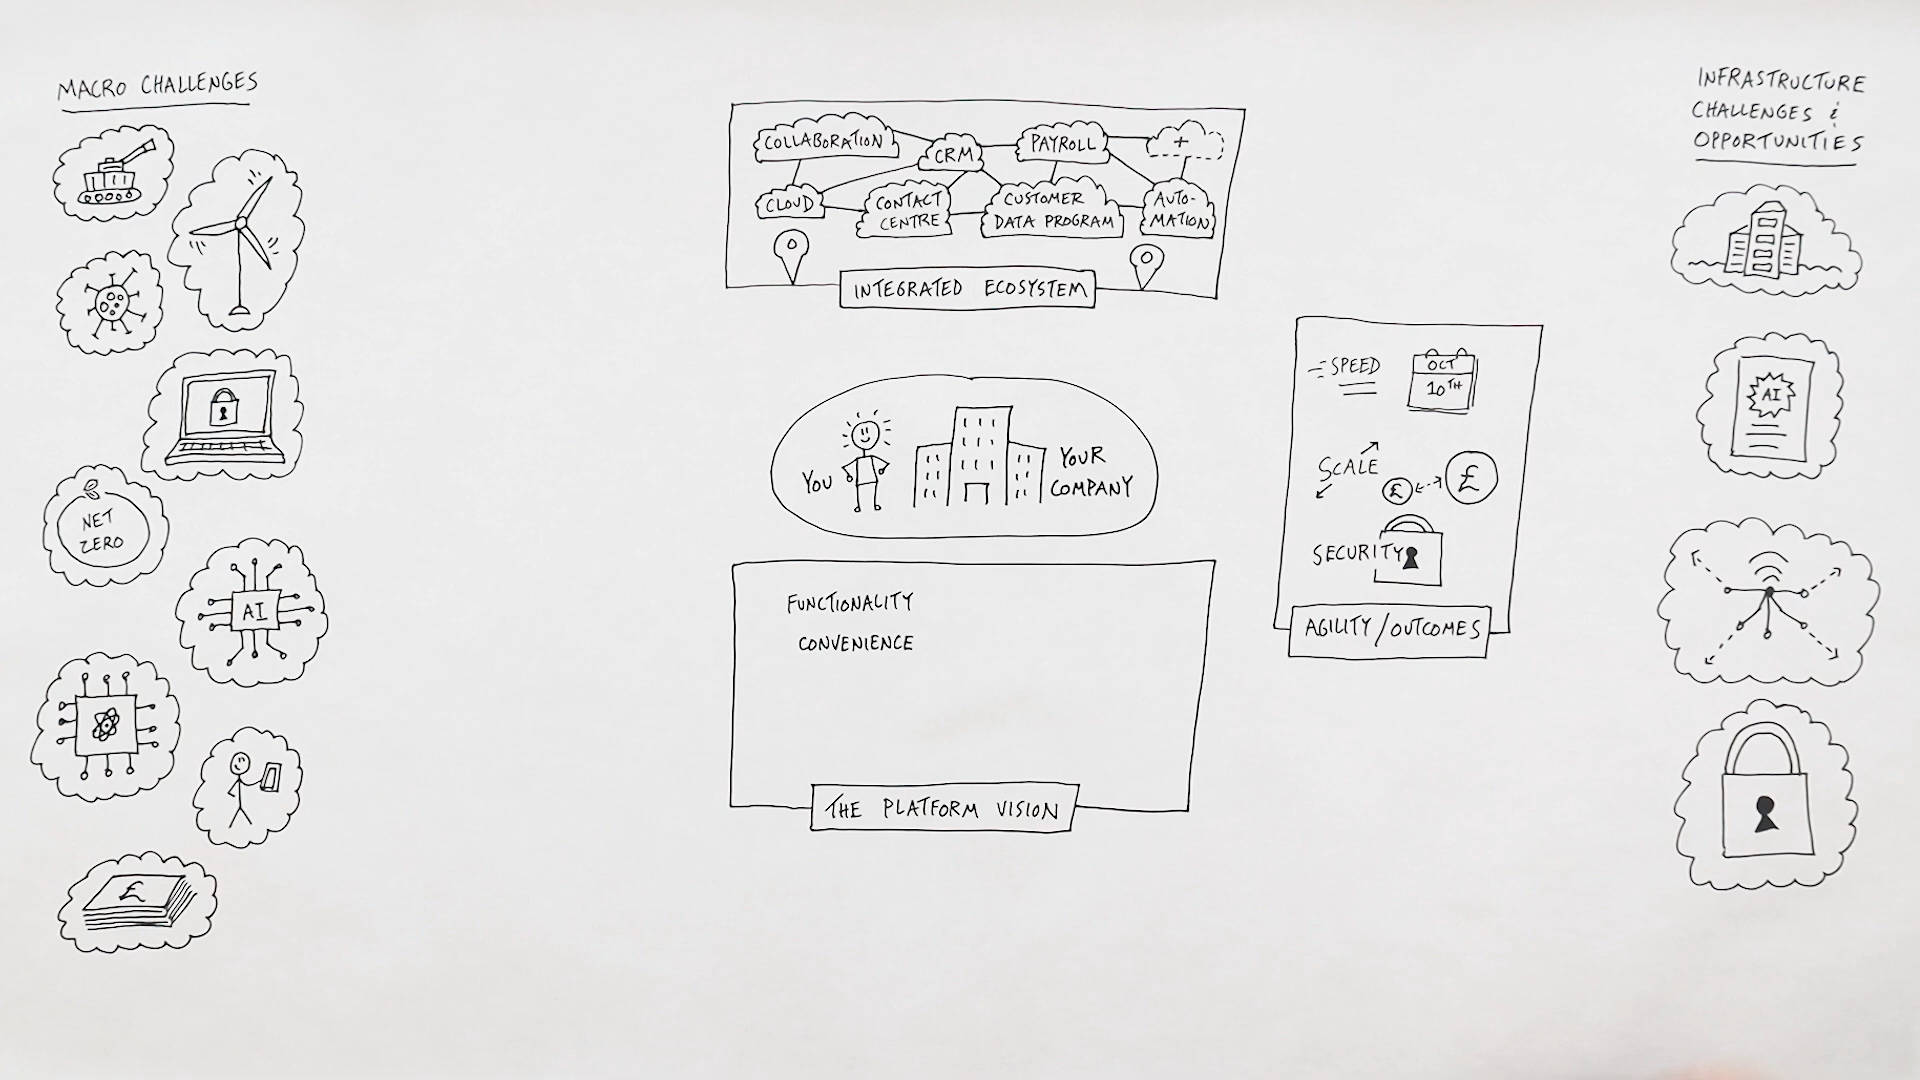 MACRO CHALLENGES
NET
ZERO
AI
£
COLLABORATION
CRM
PAYROLL
+
CLOUD
CONTACT
CENTRE
CUSTOMER
DATA PROGRAM
AUTO-
MATION
INTEGRATED ECOSYSTEM
YOU
YOUR
COMPANY
FUNCTIONALITY
CONVENIENCE
THE PLATFORM VISION
SPEED
OCT
10TH
SCALE
£
£
SECURITY
AGILITY/OUTCOMES
INFRASTRUCTURE
CHALLENGES &
OPPORTUNITIES
AI